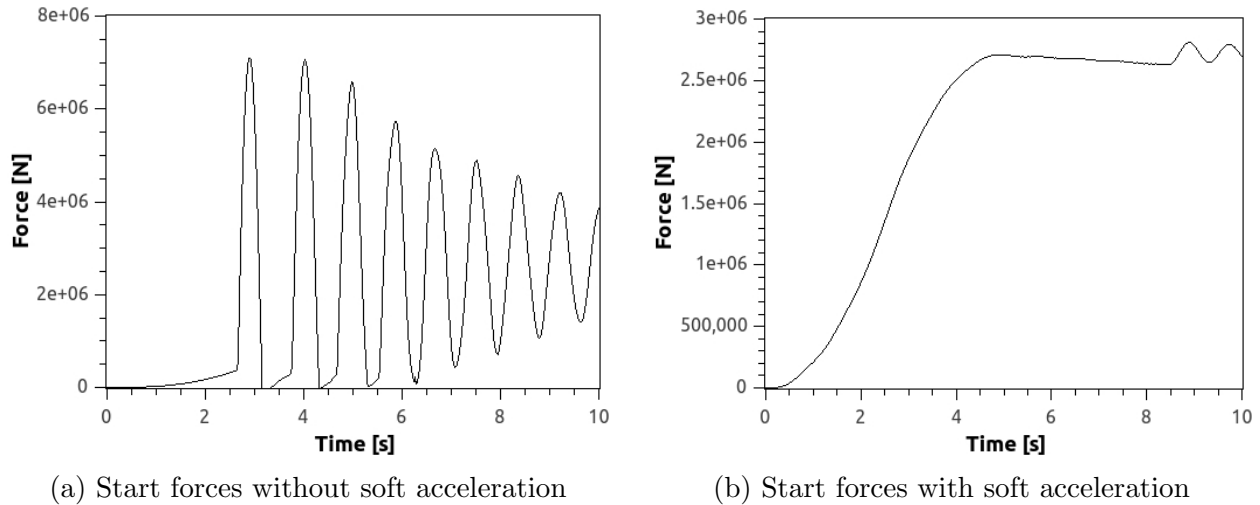 8e+06
6e+06
4e+06
2e+06
0
Force [N]
0 2 4 6 8 10
Time [s]
(a) Start forces without soft acceleration
3e+06
2.5e+06
2e+06
1.5e+06
1e+06
500,000
0
Force [N]
0 2 4 6 8 10
Time [s]
(b) Start forces with soft acceleration